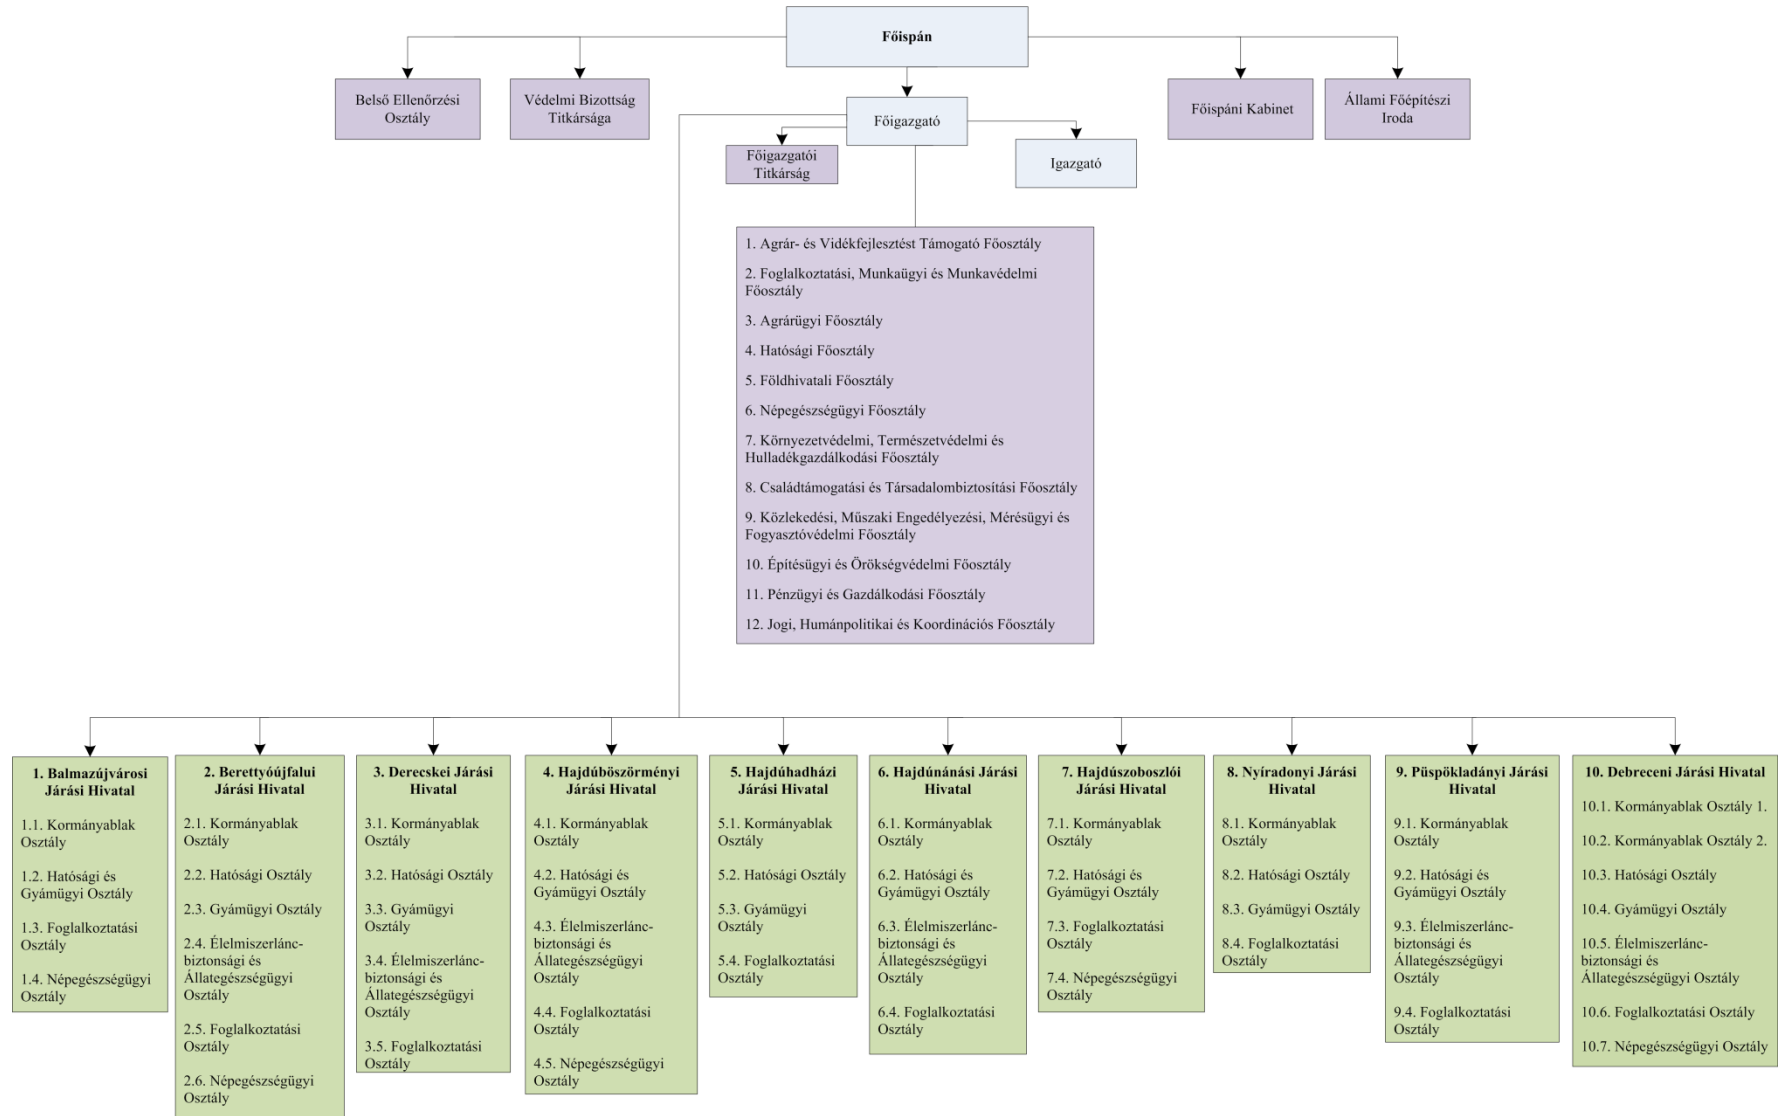 Főispán
Belső Ellenőrzési
Osztály
Védelmi Bizottság
Titkársága
Főispáni Kabinet
Állami Főépítészi
Iroda
Főigazgató
Főigazgatói
Titkárság
Igazgató
1. Agrár- és Vidékfejlesztést Támogató Főosztály
2. Foglalkoztatási, Munkaügyi és Munkavédelmi
Főosztály
3. Agrárügyi Főosztály
4. Hatósági Főosztály
5. Földhivatali Főosztály
6. Népegészségügyi Főosztály
7. Környezetvédelmi, Természetvédelmi és
Hulladékgazdálkodási Főosztály
8. Családtámogatási és Társadalombiztosítási Főosztály
9. Közlekedési, Műszaki Engedélyezési, Mérésügyi és
Fogyasztóvédelmi Főosztály
10. Építésügyi és Örökségvédelmi Főosztály
11. Pénzügyi és Gazdálkodási Főosztály
12. Jogi, Humánpolitikai és Koordinációs Főosztály
1. Balmazújvárosi
Járási Hivatal
1.1. Kormányablak
Osztály
1.2. Hatósági és
Gyámügyi Osztály
1.3. Foglalkoztatási
Osztály
1.4. Népegészségügyi
Osztály
2. Berettyóújfalui
Járási Hivatal
2.1. Kormányablak
Osztály
2.2. Hatósági Osztály
2.3. Gyámügyi Osztály
2.4. Élelmiszerlánc-
biztonsági és
Állategészségügyi
Osztály
2.5. Foglalkoztatási
Osztály
2.6. Népegészségügyi
Osztály
3. Derecskei Járási
Hivatal
3.1. Kormányablak
Osztály
3.2. Hatósági Osztály
3.3. Gyámügyi
Osztály
3.4. Élelmiszerlánc-
biztonsági és
Állategészségügyi
Osztály
3.5. Foglalkoztatási
Osztály
4. Hajdúböszörményi
Járási Hivatal
4.1. Kormányablak
Osztály
4.2. Hatósági és
Gyámügyi Osztály
4.3. Élelmiszerlánc-
biztonsági és
Állategészségügyi
Osztály
4.4. Foglalkoztatási
Osztály
4.5. Népegészségügyi
Osztály
5. Hajdúhadházi
Járási Hivatal
5.1. Kormányablak
Osztály
5.2. Hatósági Osztály
5.3. Gyámügyi
Osztály
5.4. Foglalkoztatási
Osztály
6. Hajdúnánási Járási
Hivatal
6.1. Kormányablak
Osztály
6.2. Hatósági és
Gyámügyi Osztály
6.3. Élelmiszerlánc-
biztonsági és
Állategészségügyi
Osztály
6.4. Foglalkoztatási
Osztály
7. Hajdúszoboszlói
Járási Hivatal
7.1. Kormányablak
Osztály
7.2. Hatósági és
Gyámügyi Osztály
7.3. Foglalkoztatási
Osztály
7.4. Népegészségügyi
Osztály
8. Nyíradonyi Járási
Hivatal
8.1. Kormányablak
Osztály
8.2. Hatósági Osztály
8.3. Gyámügyi Osztály
8.4. Foglalkoztatási
Osztály
9. Püspökladányi Járási
Hivatal
9.1. Kormányablak
Osztály
9.2. Hatósági és
Gyámügyi Osztály
9.3. Élelmiszerlánc-
biztonsági és
Állategészségügyi
Osztály
9.4. Foglalkoztatási
Osztály
10. Debreceni Járási Hivatal
10.1. Kormányablak Osztály 1.
10.2. Kormányablak Osztály 2.
10.3. Hatósági Osztály
10.4. Gyámügyi Osztály
10.5. Élelmiszerlánc-
biztonsági és
Állategészségügyi Osztály
10.6. Foglalkoztatási Osztály
10.7. Népegészségügyi Osztály